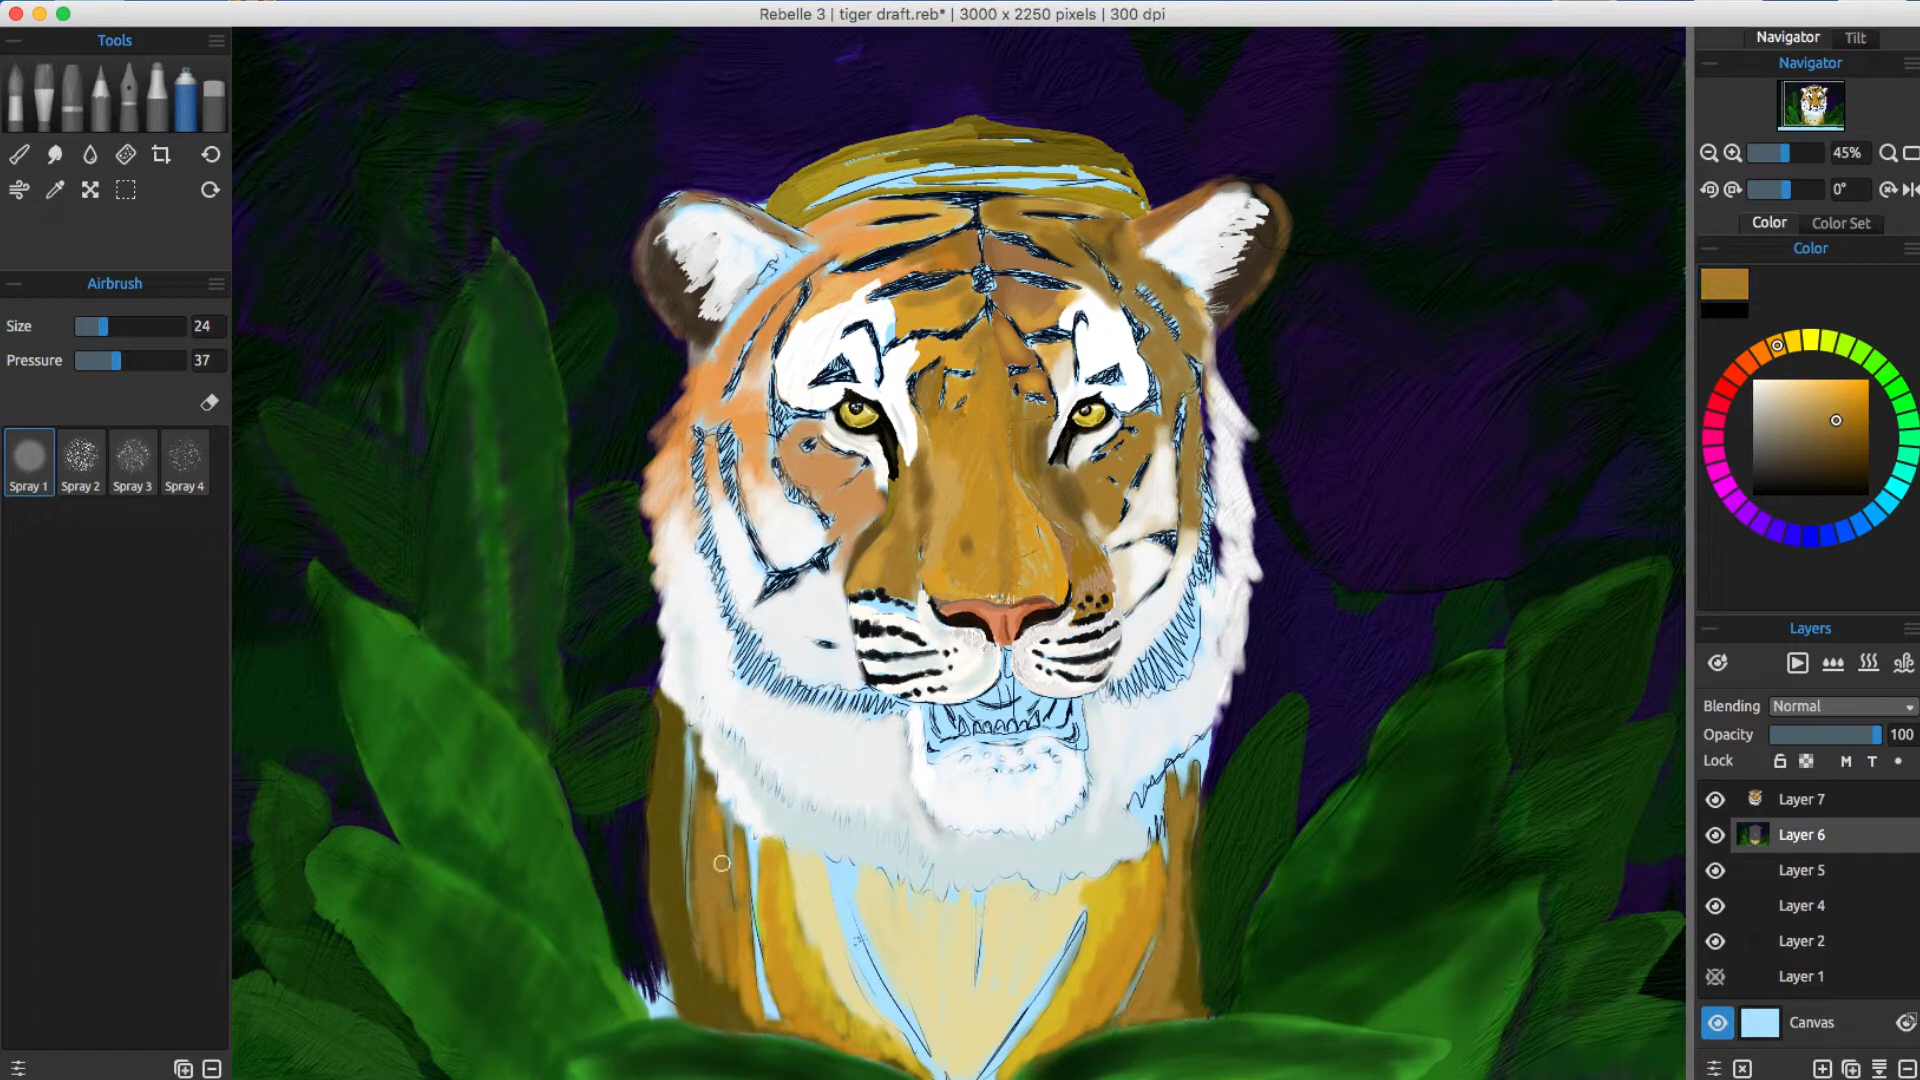 Rebelle 3 | tiger draft.reb* | 3000 x 2250 pixels | 300 dpi
Tools
Airbrush
Size 24
Pressure 37
Spray 1 Spray 2 Spray 3 Spray 4
Navigator Tilt
Navigator
45%
0°
Color Color Set
Color
Layers
Blending Normal
Opacity 100
Lock M T
Layer 7
Layer 6
Layer 5
Layer 4
Layer 2
Layer 1
Canvas